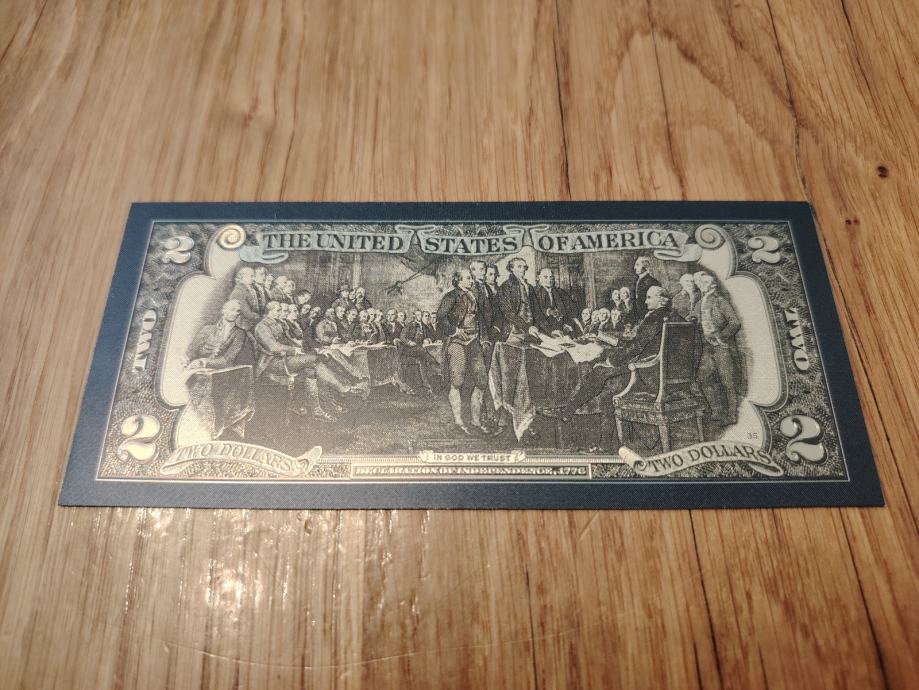 THE UNITED STATES OF AMERICA
2 2
TWO TWO
2 2
35
TWO DOLLARS IN GOD WE TRUST TWO DOLLARS
DECLARATION OF INDEPENDENCE, 1776